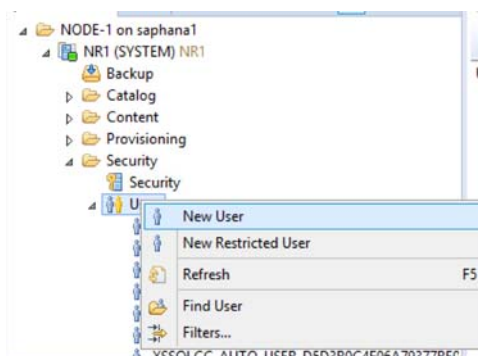 NODE-1 on saphana1
NR1 (SYSTEM) NR1
Backup
Catalog
Content
Provisioning
Security
Security
New User
New Restricted User
Refresh F5
Find User
Filters...